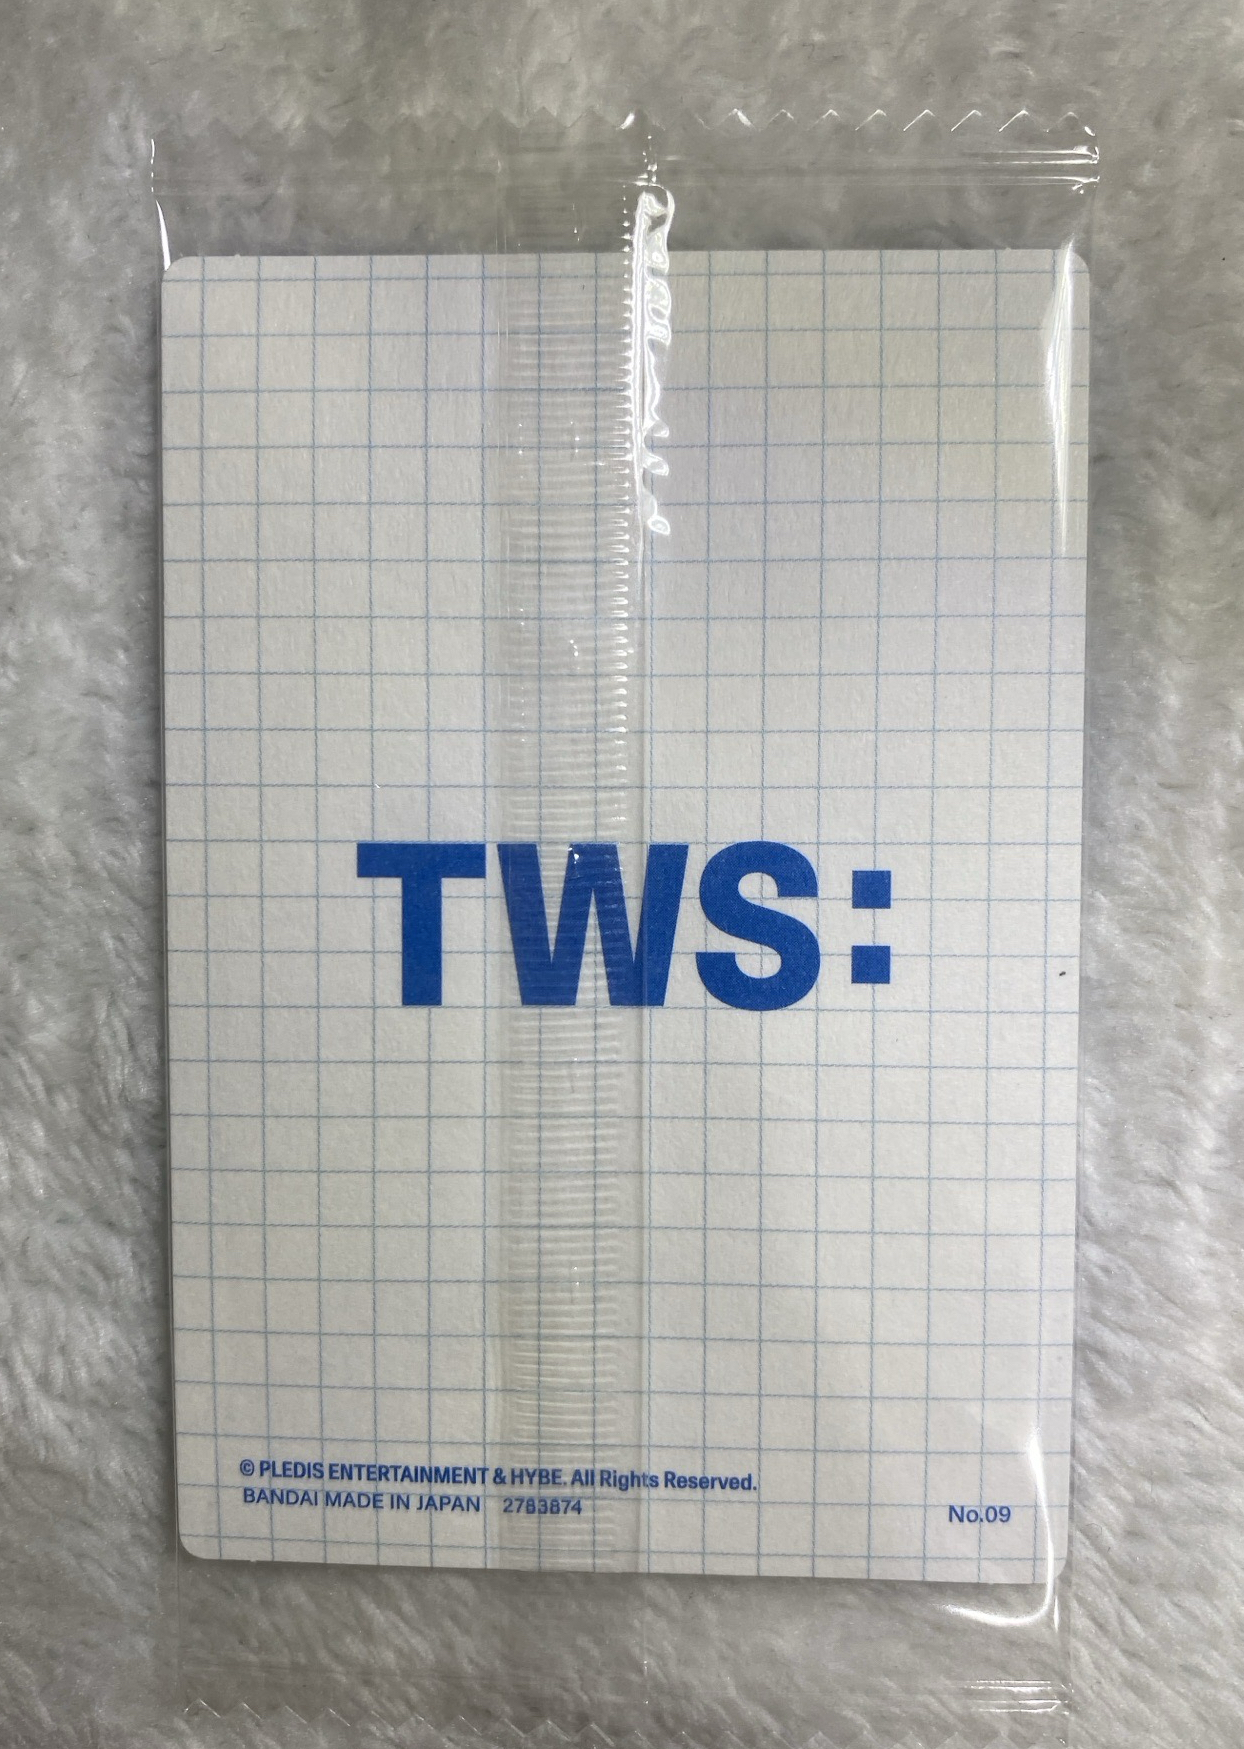 TWS:
© PLEDIS ENTERTAINMENT & HYBE. All Rights Reserved.
BANDAI MADE IN JAPAN 2783874
No.09